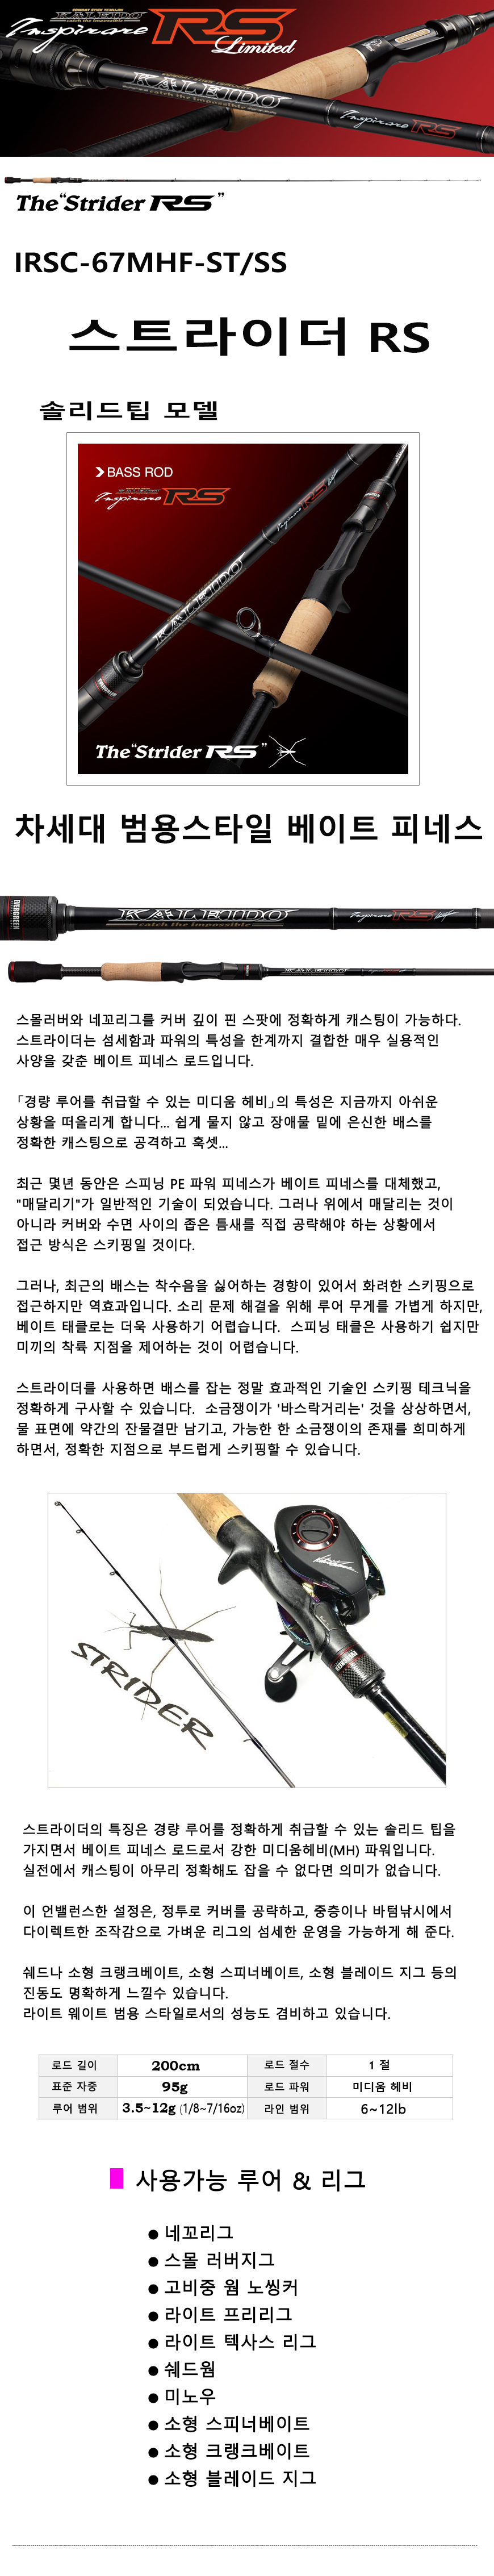 COMBAT STICK TEMUJIN
KALEIDO
catch the impossible
Inspirare RS
Limited
KALEIDO
catch the impossible
Inspirare RS
The "Strider RS"
IRSC-67MHF-ST/SS
스트라이더 RS
솔리드팁 모델
BASS ROD
Inspirare RS
KALEIDO
Inspirare RS
EVERGREEN
The "Strider RS"
차세대 범용스타일 베이트 피네스
EVERGREEN
KALEIDO
catch the impossible
Inspirare RS
KALEIDO
스몰러버와 네꼬리그를 커버 깊이 핀 스팟에 정확하게 캐스팅이 가능하다.
스트라이더는 섬세함과 파워의 특성을 한계까지 결합한 매우 실용적인
사양을 갖춘 베이트 피네스 로드입니다.
「경량 루어를 취급할 수 있는 미디움 헤비」의 특성은 지금까지 아쉬운
상황을 떠올리게 합니다... 쉽게 물지 않고 장애물 밑에 은신한 배스를
정확한 캐스팅으로 공격하고 훅셋...
최근 몇년 동안은 스피닝 PE 파워 피네스가 베이트 피네스를 대체했고,
"매달리기"가 일반적인 기술이 되었습니다. 그러나 위에서 매달리는 것이
아니라 커버와 수면 사이의 좁은 틈새를 직접 공략해야 하는 상황에서
접근 방식은 스키핑일 것이다.
그러나, 최근의 배스는 착수음을 싫어하는 경향이 있어서 화려한 스키핑으로
접근하지만 역효과입니다. 소리 문제 해결을 위해 루어 무게를 가볍게 하지만,
베이트 태클로는 더욱 사용하기 어렵습니다. 스피닝 태클은 사용하기 쉽지만
미끼의 착륙 지점을 제어하는 것이 어렵습니다.
스트라이더를 사용하면 배스를 잡는 정말 효과적인 기술인 스키핑 테크닉을
정확하게 구사할 수 있습니다. 소금쟁이가 '바스락거리는' 것을 상상하면서,
물 표면에 약간의 잔물결만 남기고, 가능한 한 소금쟁이의 존재를 희미하게
하면서, 정확한 지점으로 부드럽게 스키핑할 수 있습니다.
STRIDER
스트라이더의 특징은 경량 루어를 정확하게 취급할 수 있는 솔리드 팁을
가지면서 베이트 피네스 로드로서 강한 미디움헤비(MH) 파워입니다.
실전에서 캐스팅이 아무리 정확해도 잡을 수 없다면 의미가 없습니다.
이 언밸런스한 설정은, 정투로 커버를 공략하고, 중층이나 바텀낚시에서
다이렉트한 조작감으로 가벼운 리그의 섬세한 운영을 가능하게 해 준다.
쉐드나 소형 크랭크베이트, 소형 스피너베이트, 소형 블레이드 지그 등의
진동도 명확하게 느낄수 있습니다.
라이트 웨이트 범용 스타일로서의 성능도 겸비하고 있습니다.
로드 길이 200cm 로드 절수 1 절
표준 자중 95g 로드 파워 미디움 헤비
루어 범위 3.5~12g (1/8~7/16oz) 라인 범위 6~12lb
사용가능 루어 & 리그
● 네꼬리그
● 스몰 러버지그
● 고비중 웜 노씽커
● 라이트 프리리그
● 라이트 텍사스 리그
● 쉐드웜
● 미노우
● 소형 스피너베이트
● 소형 크랭크베이트
● 소형 블레이드 지그